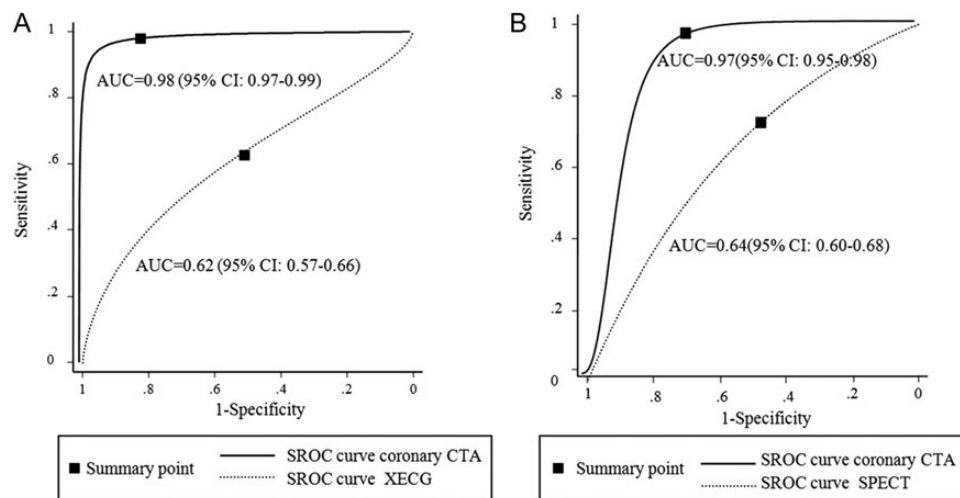 A
1
.8
.6
.4
.2
0
Sensitivity
AUC=0.98 (95% CI: 0.97-0.99)
AUC=0.62 (95% CI: 0.57-0.66)
1 .8 .6 .4 .2 0
1-Specificity
Summary point
SROC curve coronary CTA
SROC curve XECG
B
1
.8
.6
.4
.2
0
Sensitivity
AUC=0.97(95% CI: 0.95-0.98)
AUC=0.64(95% CI: 0.60-0.68)
1 .8 .6 .4 .2 0
1-Specificity
Summary point
SROC curve coronary CTA
SROC curve SPECT